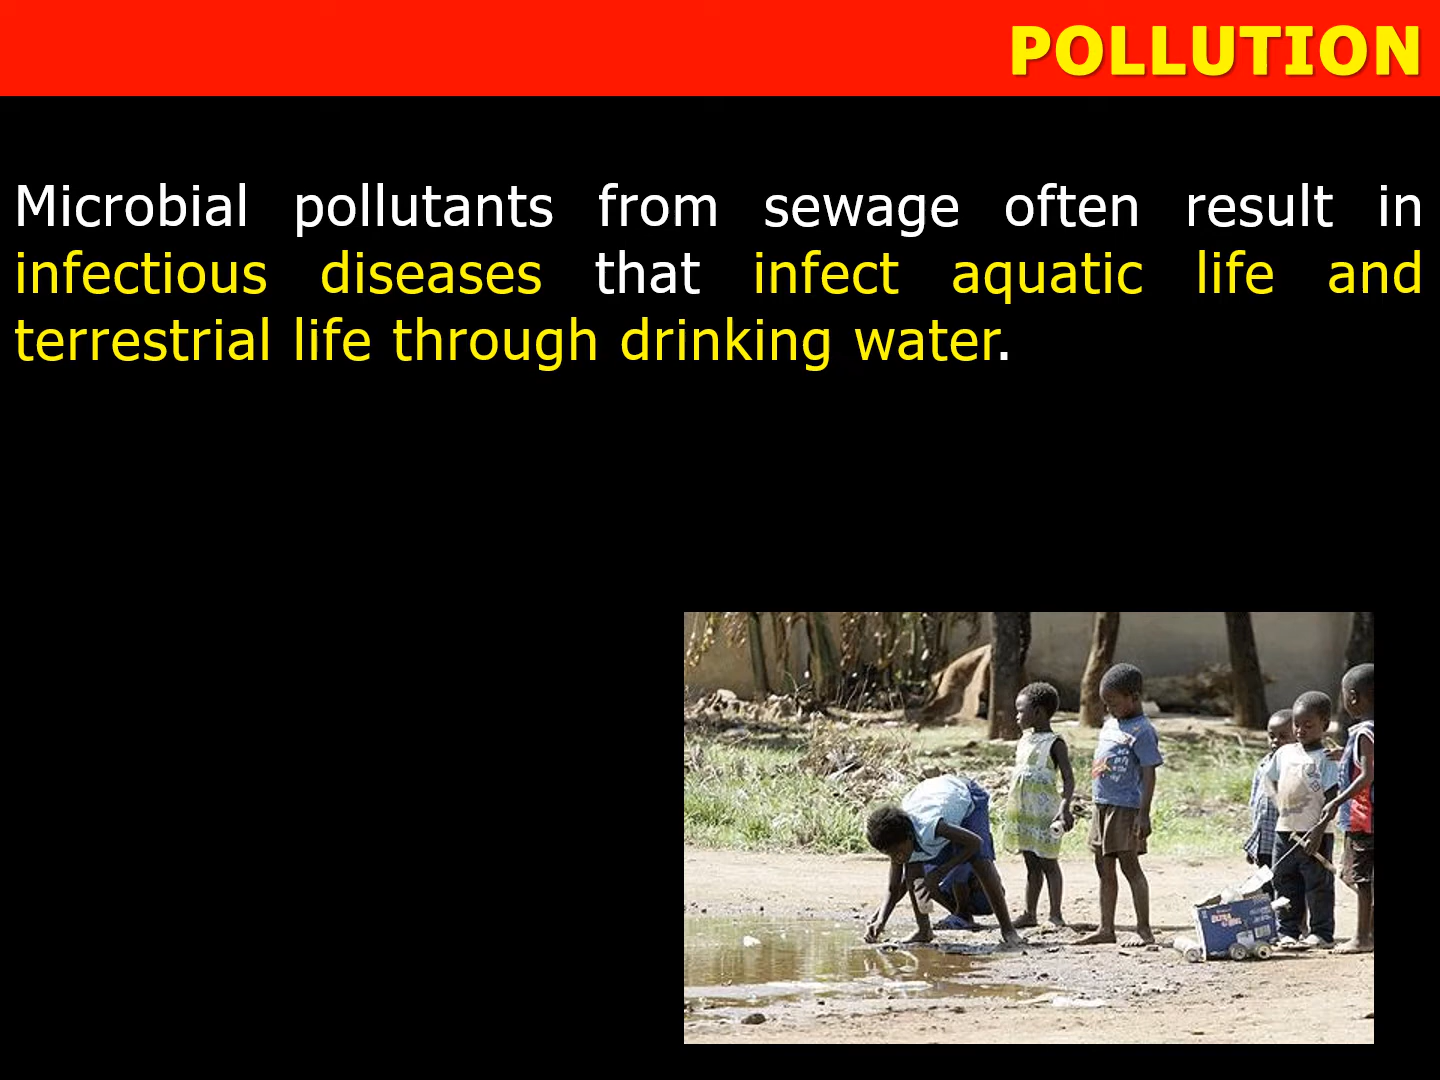 POLLUTION
Microbial pollutants from sewage often result in
infectious diseases that infect aquatic life and
terrestrial life through drinking water.